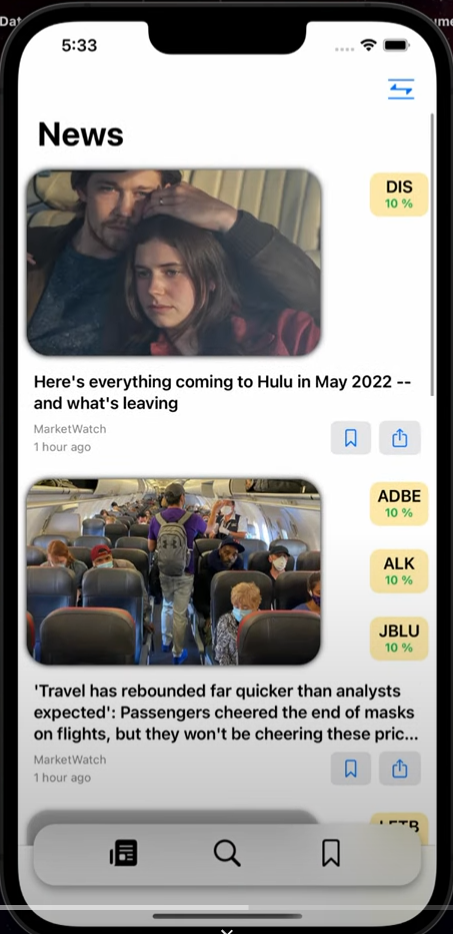 Dat
ume
5:33
News
DIS
10 %
Here's everything coming to Hulu in May 2022 --
and what's leaving
MarketWatch
1 hour ago
ADBE
10 %
ALK
10 %
JBLU
10 %
'Travel has rebounded far quicker than analysts
expected': Passengers cheered the end of masks
on flights, but they won't be cheering these pric...
MarketWatch
1 hour ago